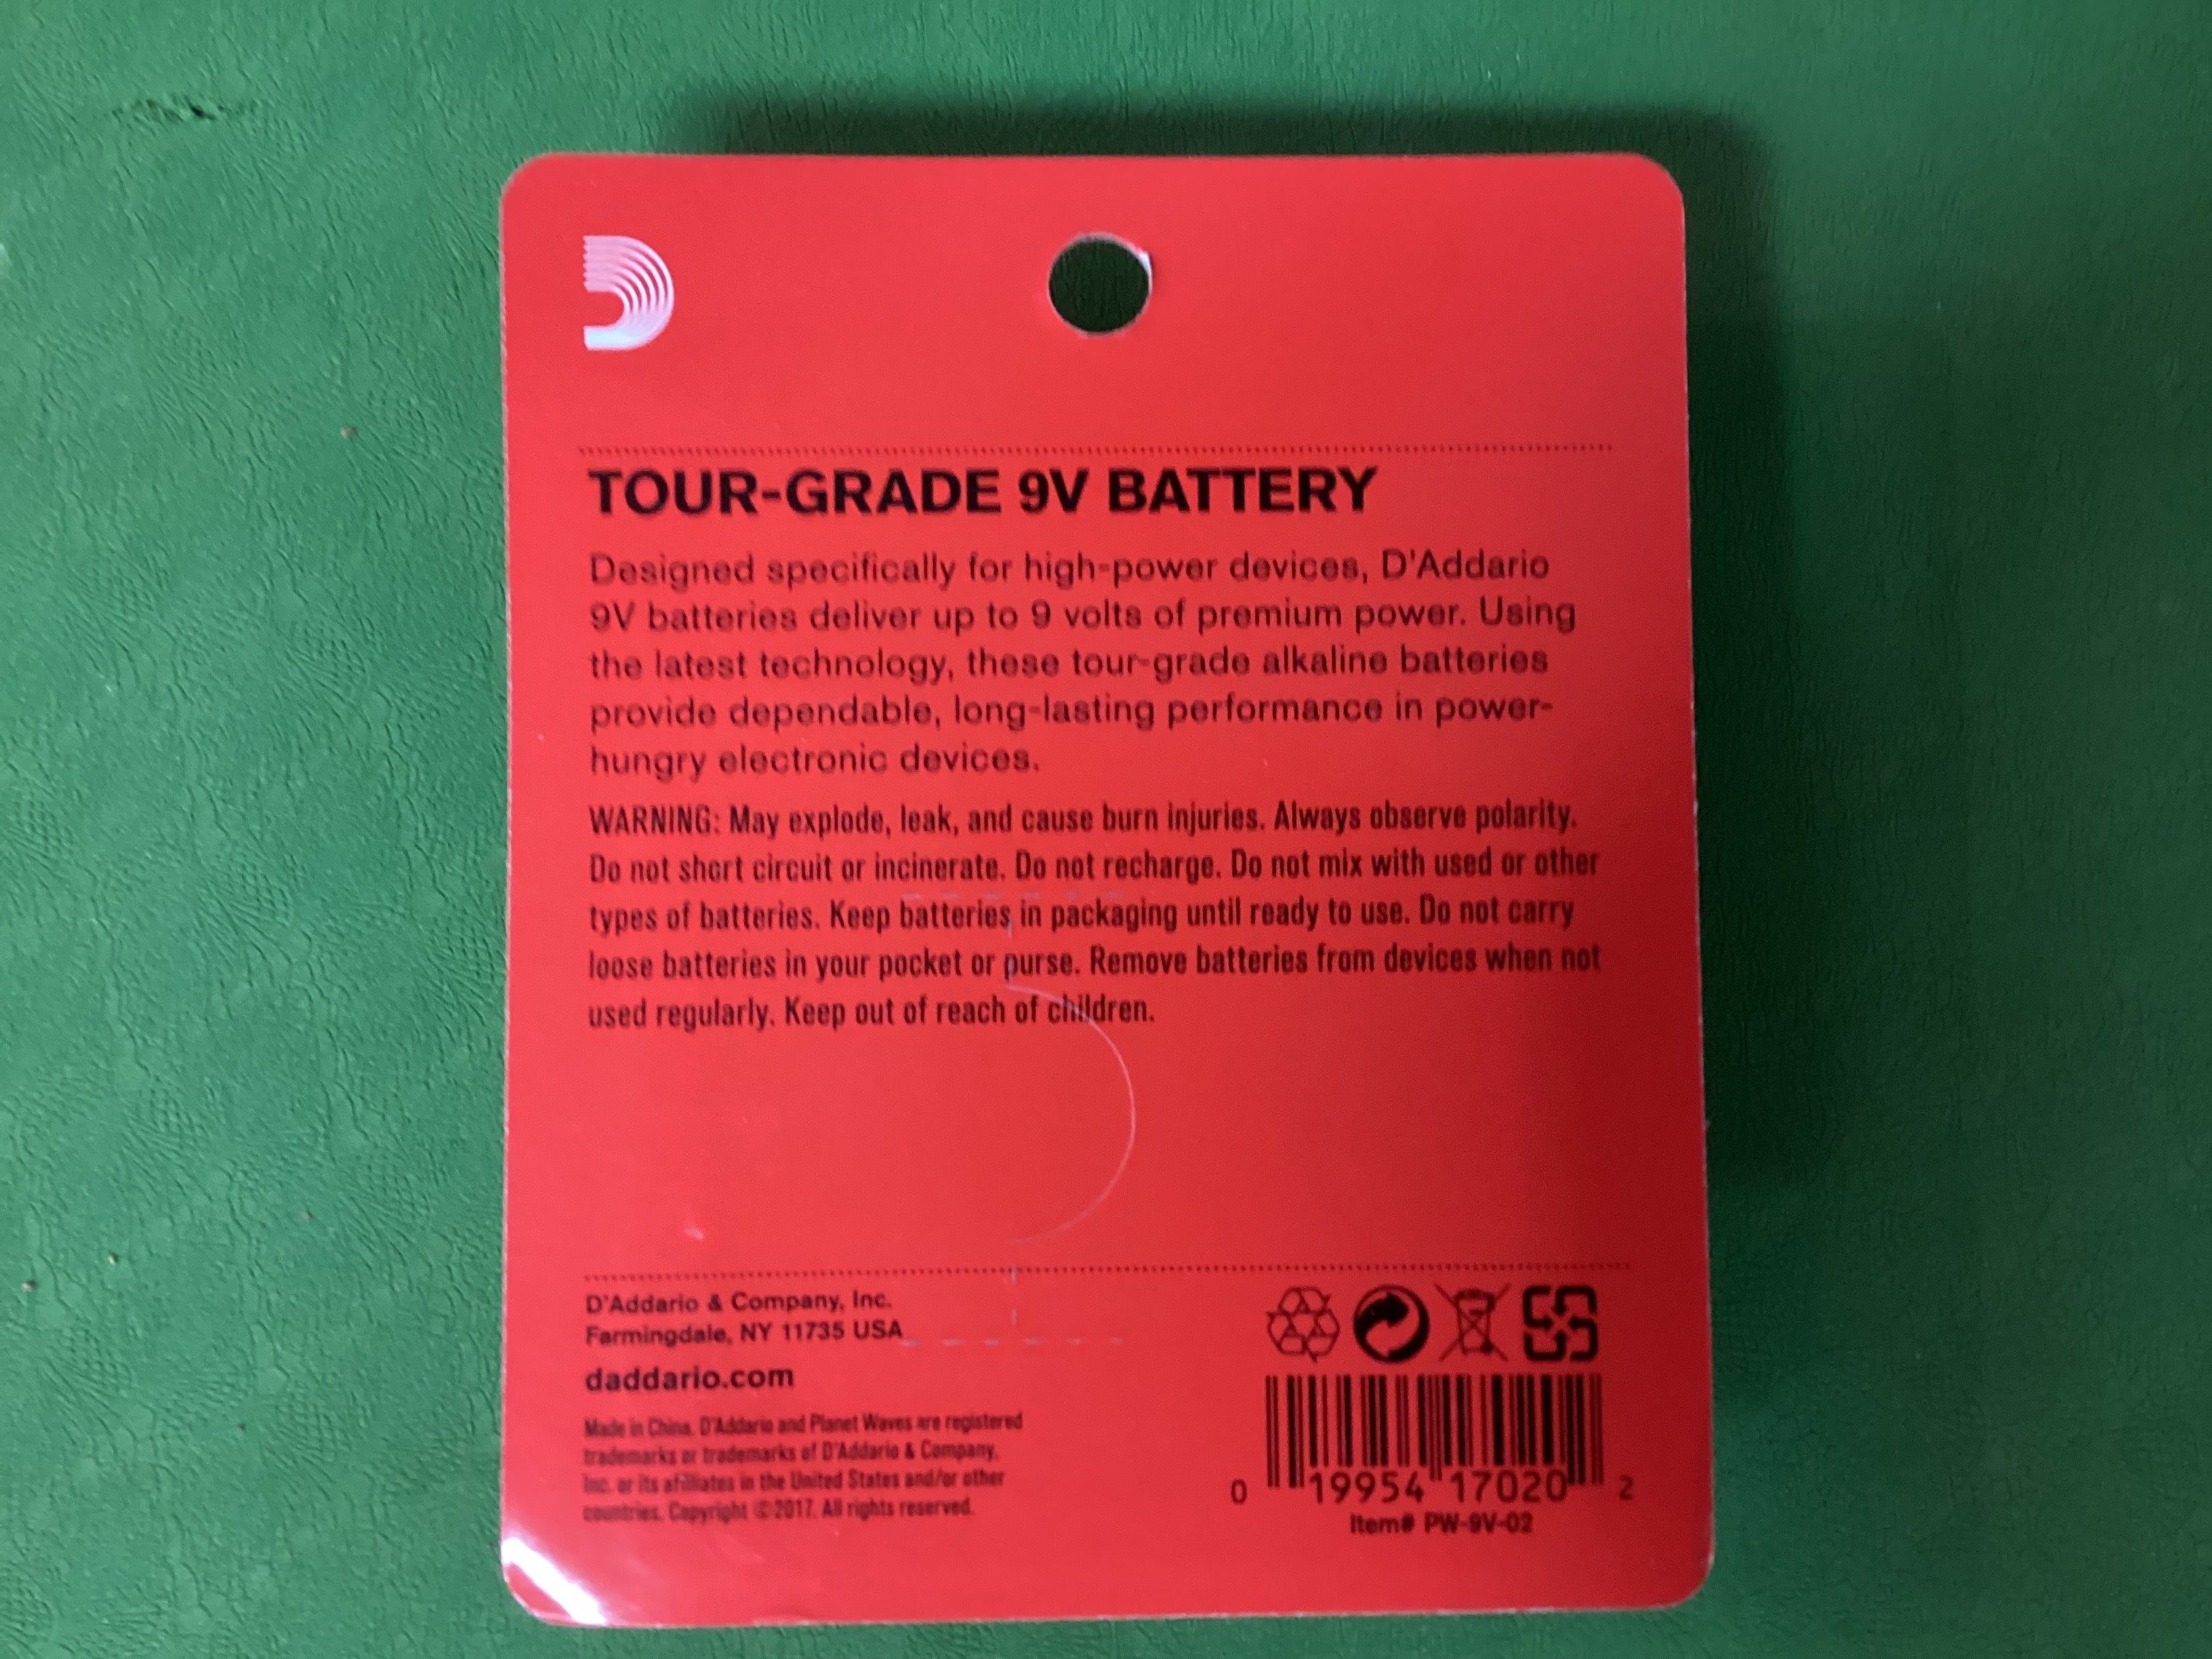 TOUR-GRADE 9V BATTERY
Designed specifically for high-power devices, D'Addario
9V batteries deliver up to 9 volts of premium power. Using
the latest technology, these tour-grade alkaline batteries
provide dependable, long-lasting performance in power-
hungry electronic devices.
WARNING: May explode, leak, and cause burn injuries. Always observe polarity.
Do not short circuit or incinerate. Do not recharge. Do not mix with used or other
types of batteries. Keep batteries in packaging until ready to use. Do not carry
loose batteries in your pocket or purse. Remove batteries from devices when not
used regularly. Keep out of reach of children.
D'Addario & Company, Inc.
Farmingdale, NY 11735 USA
daddario.com
Made in China. D'Addario and Planet Waves are registered
trademarks or trademarks of D'Addario & Company,
Inc. or its affiliates in the United States and/or other
countries. Copyright ©2017. All rights reserved.
0 19954 17020 2
Item# PW-9V-02